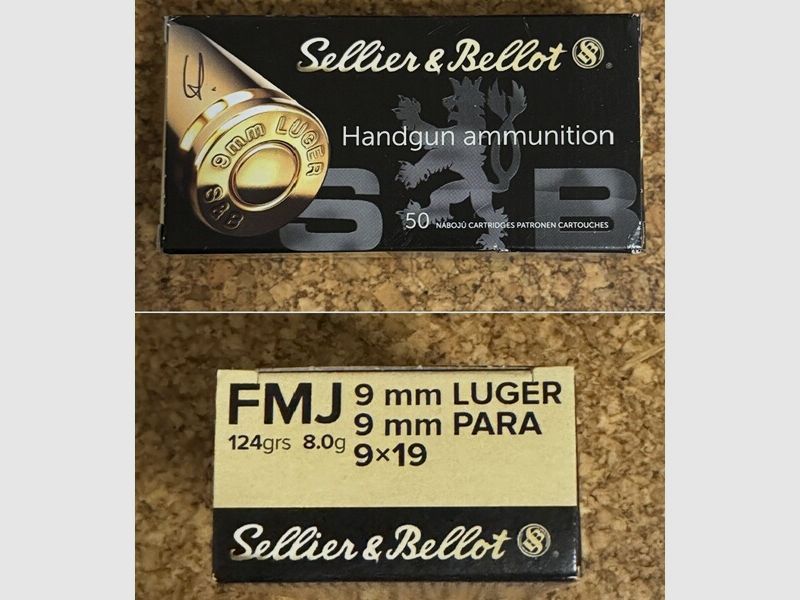 Sellier & Bellot S&B
Handgun ammunition
9mm LUGER
S&B
S&B
50 NÁBOJŮ CARTRIDGES PATRONEN CARTOUCHES
FMJ 9 mm LUGER
9 mm PARA
124grs 8.0g
9×19
Sellier & Bellot S&B